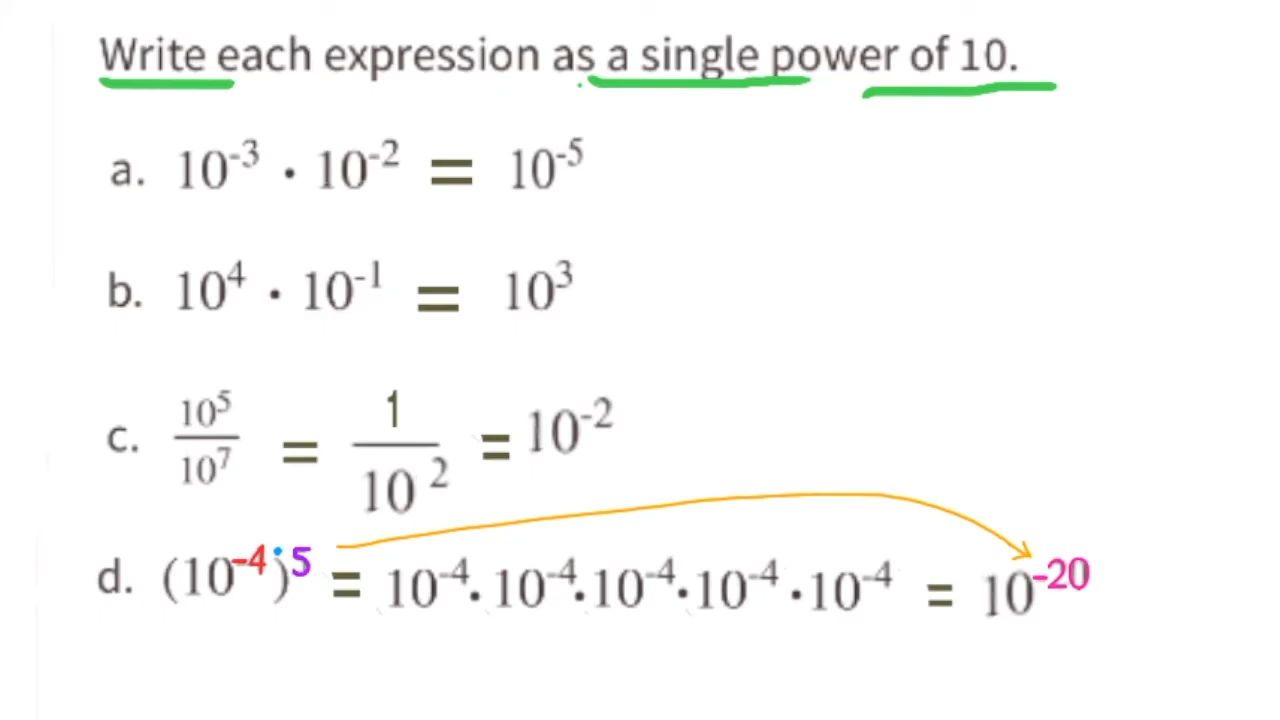 Write each expression as a single power of 10.
a. 10⁻³ · 10⁻² = 10⁻⁵
b. 10⁴ · 10⁻¹ = 10³
c. 10⁵/10⁷ = 1/10² = 10⁻²
d. (10⁻⁴˙)⁵ = 10⁻⁴ · 10⁻⁴ · 10⁻⁴ · 10⁻⁴ · 10⁻⁴ = 10⁻²⁰